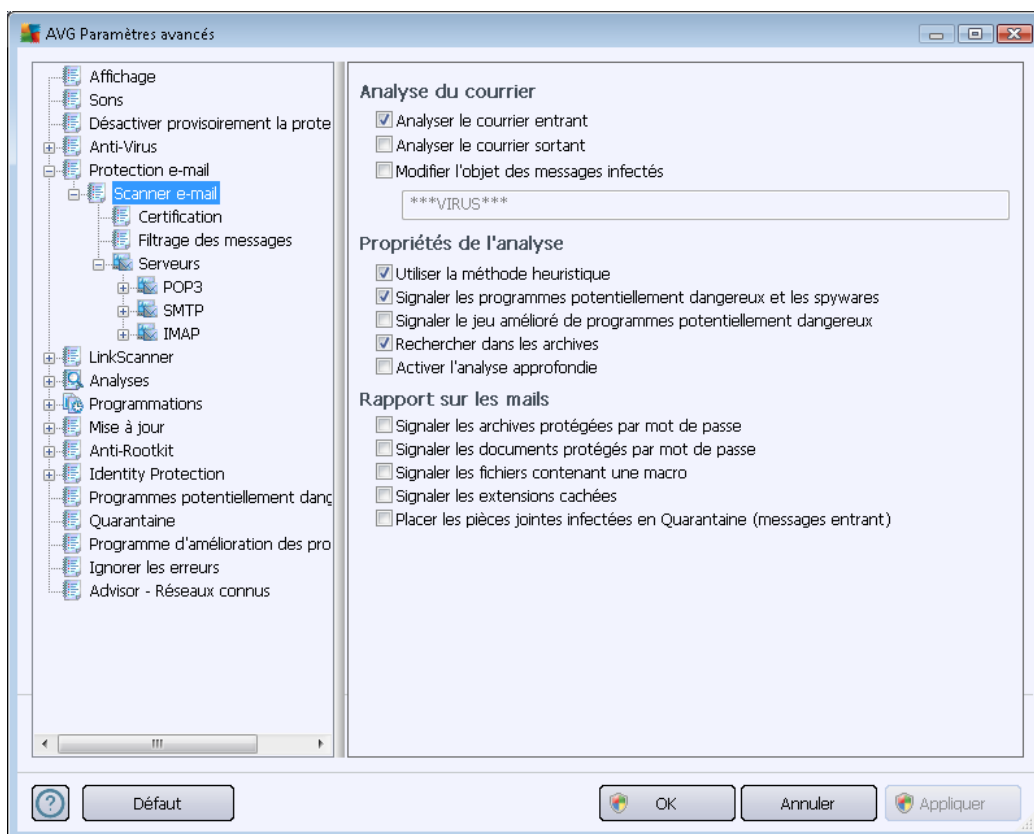 AVG Paramètres avancés
Affichage
Sons
Désactiver provisoirement la prote
Anti-Virus
Protection e-mail
Scanner e-mail
Certification
Filtrage des messages
Serveurs
POP3
SMTP
IMAP
LinkScanner
Analyses
Programmations
Mise à jour
Anti-Rootkit
Identity Protection
Programmes potentiellement dang
Quarantaine
Programme d'amélioration des pro
Ignorer les erreurs
Advisor - Réseaux connus
Analyse du courrier
Analyser le courrier entrant
Analyser le courrier sortant
Modifier l'objet des messages infectés
***VIRUS***
Propriétés de l'analyse
Utiliser la méthode heuristique
Signaler les programmes potentiellement dangereux et les spywares
Signaler le jeu amélioré de programmes potentiellement dangereux
Rechercher dans les archives
Activer l'analyse approfondie
Rapport sur les mails
Signaler les archives protégées par mot de passe
Signaler les documents protégés par mot de passe
Signaler les fichiers contenant une macro
Signaler les extensions cachées
Placer les pièces jointes infectées en Quarantaine (messages entrant)
? Défaut OK Annuler Appliquer